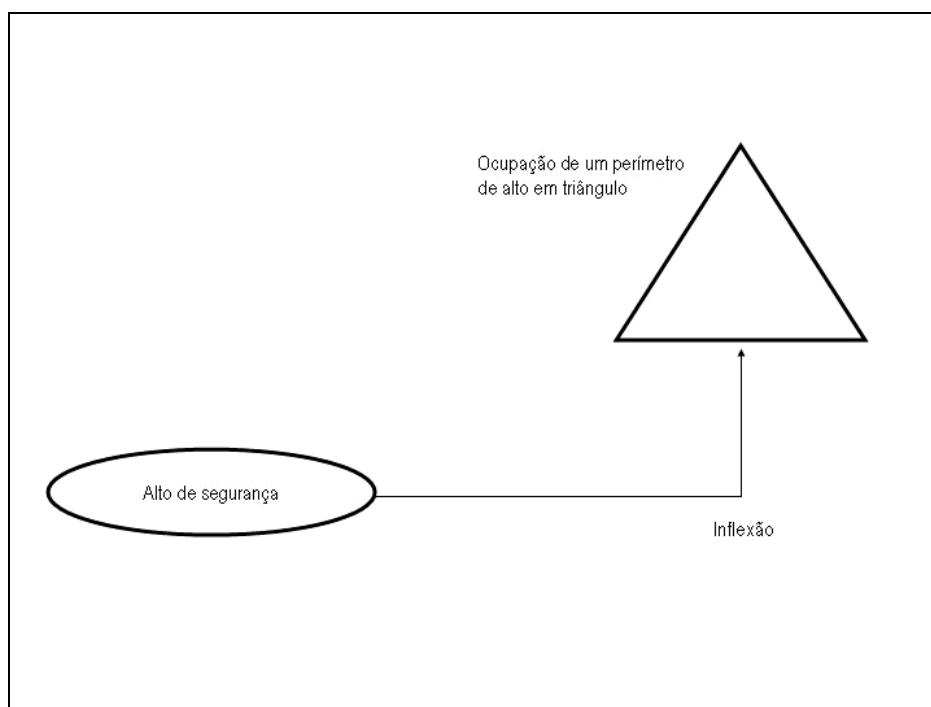 Ocupação de um perímetro
de alto em triângulo
Alto de segurança
Inflexão